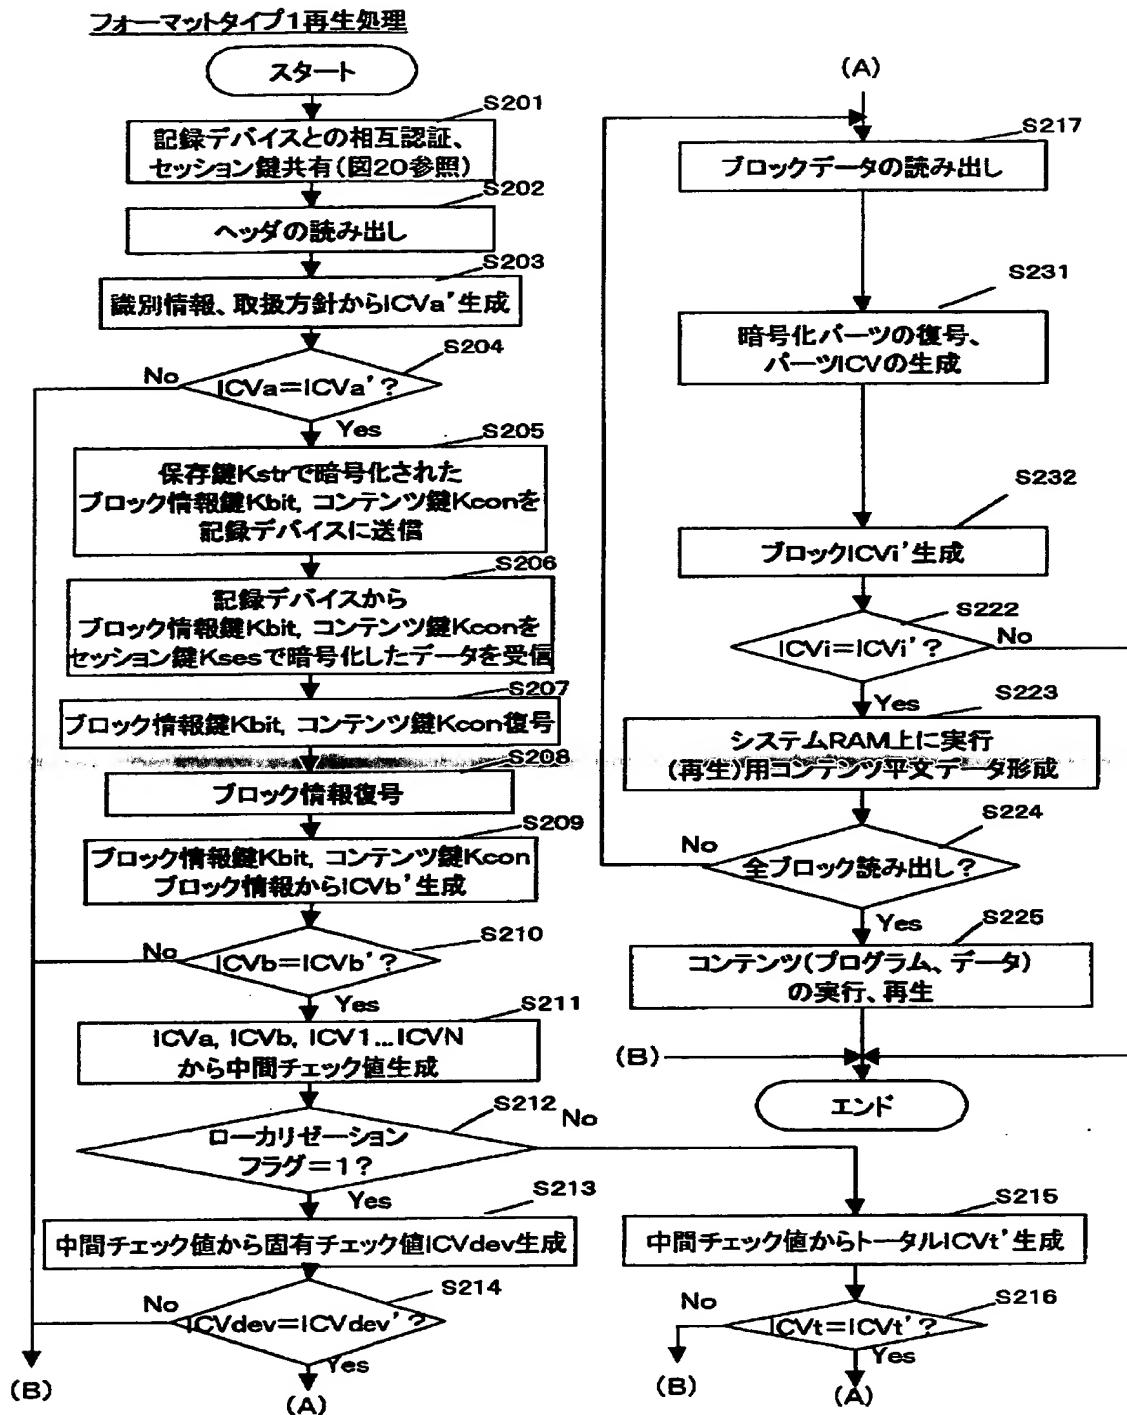 フォーマットタイプ1再生処理
スタート
S201
記録デバイスとの相互認証、
セッション鍵共有(図20参照)
S202
ヘッダの読み出し
S203
識別情報、取扱方針からICVa'生成
S204
ICVa=ICVa'?
No
Yes
S205
保存鍵Kstrで暗号化された
ブロック情報鍵Kbit, コンテンツ鍵Kconを
記録デバイスに送信
S206
記録デバイスから
ブロック情報鍵Kbit, コンテンツ鍵Kconを
セッション鍵Ksesで暗号化したデータを受信
S207
ブロック情報鍵Kbit, コンテンツ鍵Kcon復号
S208
ブロック情報復号
S209
ブロック情報鍵Kbit, コンテンツ鍵Kcon
ブロック情報からICVb'生成
S210
ICVb=ICVb'?
No
Yes
S211
ICVa, ICVb, ICV1...ICVN
から中間チェック値生成
S212
ローカリゼーション
フラグ=1?
No
Yes
S213
中間チェック値から固有チェック値ICVdev生成
S214
ICVdev=ICVdev'?
No
Yes
(B)
(A)
S215
中間チェック値からトータルICVt'生成
S216
ICVt=ICVt'?
No
Yes
(B)
(A)
(A)
S217
ブロックデータの読み出し
S231
暗号化パーツの復号、
パーツICVの生成
S232
ブロックICVi'生成
S222
ICVi=ICVi'?
No
Yes
S223
システムRAM上に実行
(再生)用コンテンツ平文データ形成
S224
全ブロック読み出し?
No
Yes
S225
コンテンツ(プログラム、データ)
の実行、再生
(B)
エンド